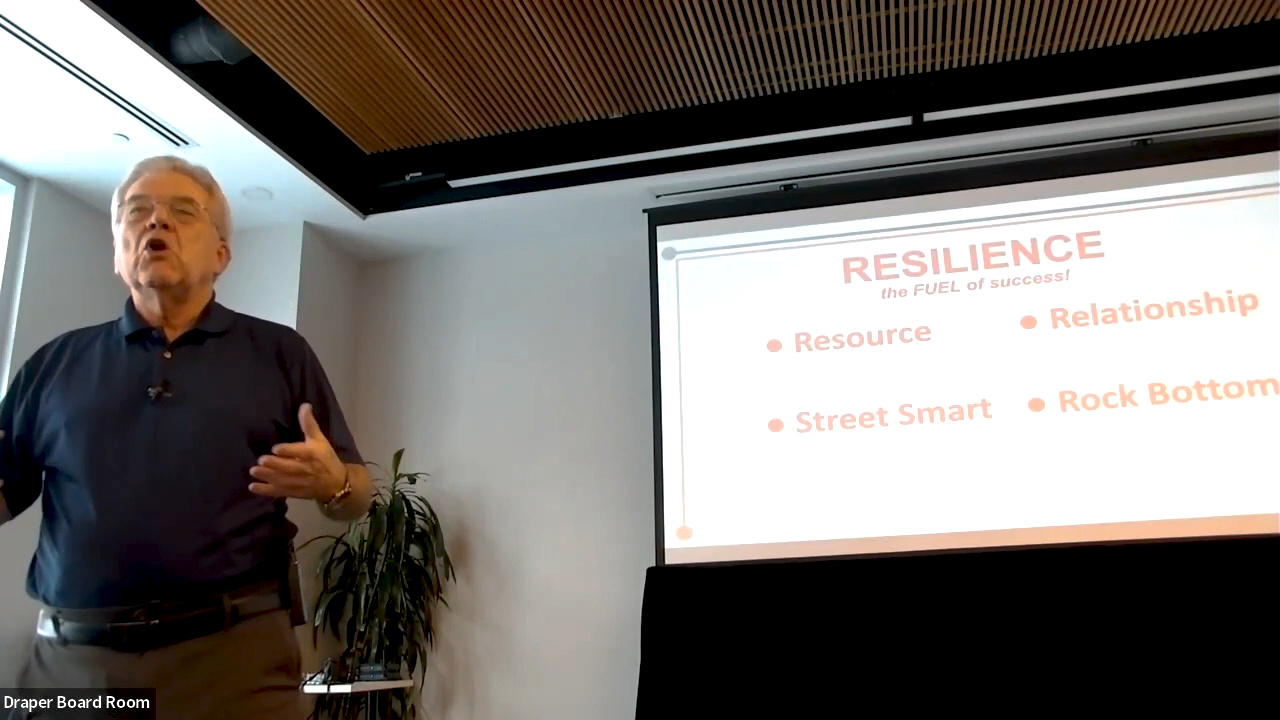 RESILIENCE
the FUEL of success!
● Resource
● Relationship
● Street Smart
● Rock Bottom
Draper Board Room